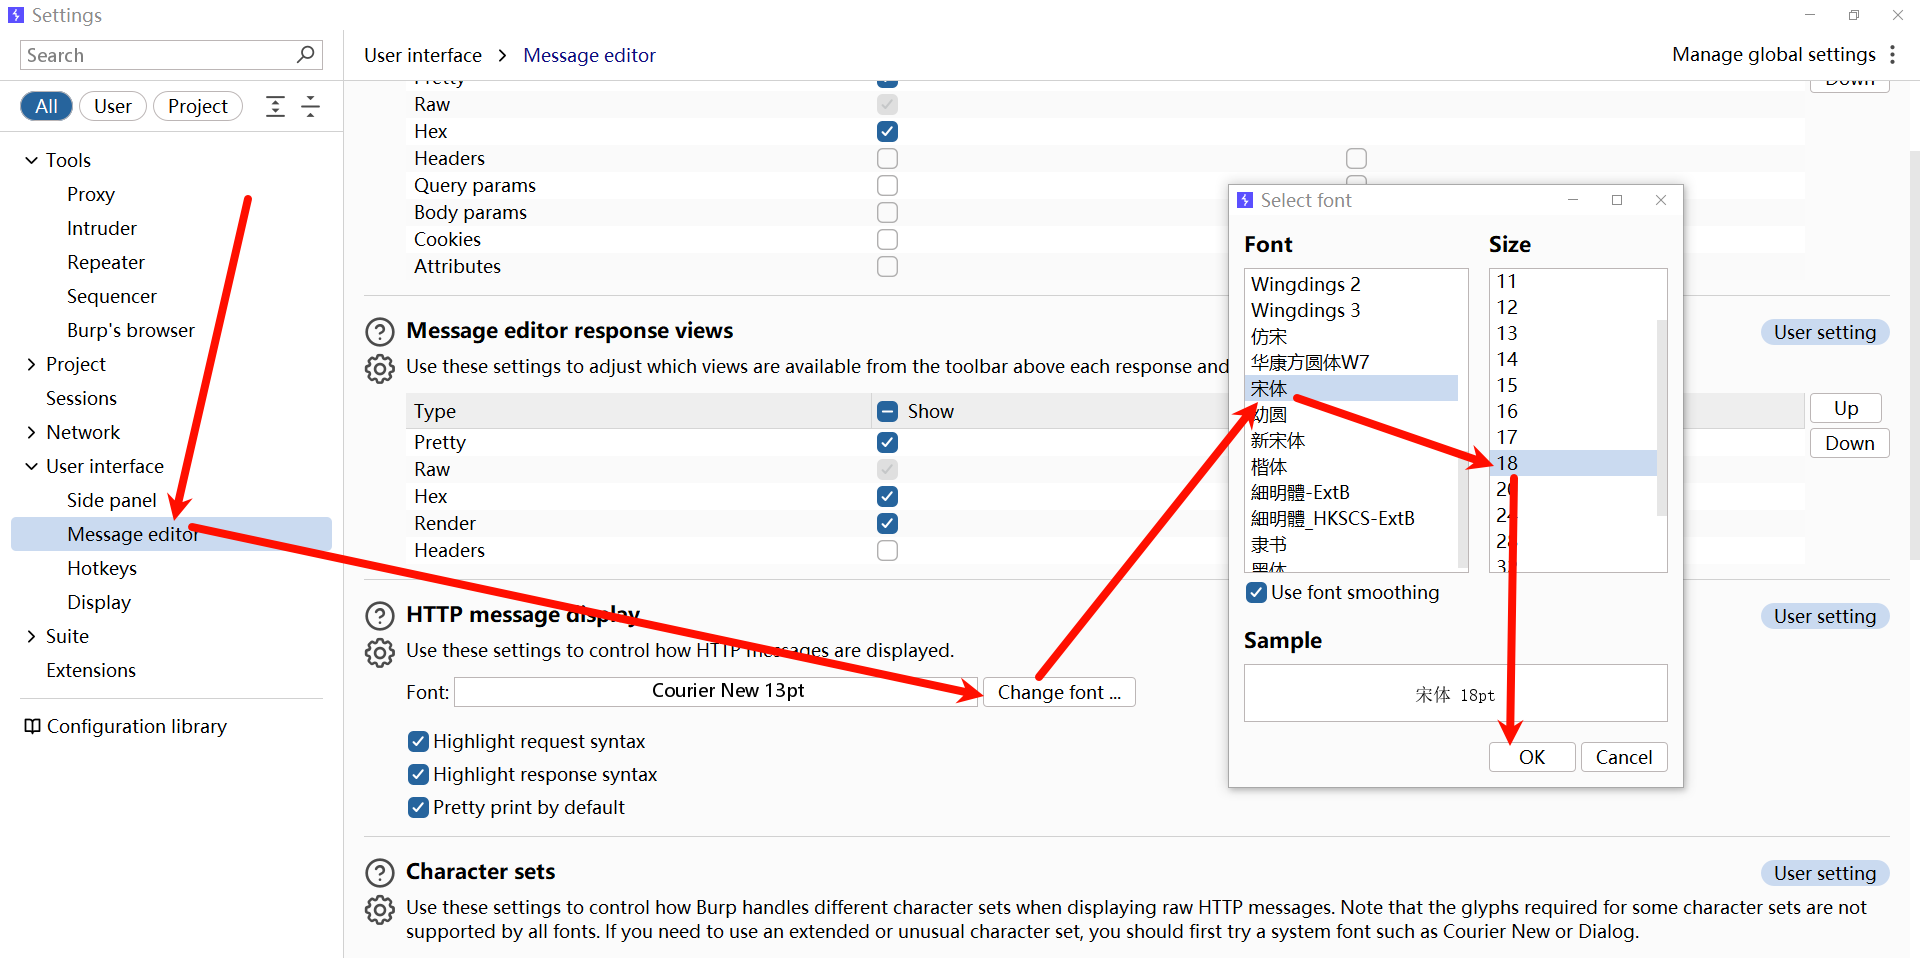 Settings
Search
User interface > Message editor
Manage global settings
All
User
Project
Tools
Proxy
Intruder
Repeater
Sequencer
Burp's browser
Project
Sessions
Network
User interface
Side panel
Message editor
Hotkeys
Display
Suite
Extensions
Configuration library
Pretty
Down
Raw
Hex
Headers
Query params
Body params
Cookies
Attributes
Message editor response views
User setting
Use these settings to adjust which views are available from the toolbar above each response and
Type
Show
Up
Pretty
Down
Raw
Hex
Render
Headers
HTTP message display
User setting
Use these settings to control how HTTP messages are displayed.
Font:
Courier New 13pt
Change font ...
Highlight request syntax
Highlight response syntax
Pretty print by default
Character sets
User setting
Use these settings to control how Burp handles different character sets when displaying raw HTTP messages. Note that the glyphs required for some character sets are not
supported by all fonts. If you need to use an extended or unusual character set, you should first try a system font such as Courier New or Dialog.
Select font
Font
Wingdings 2
Wingdings 3
仿宋
华康方圆体W7
宋体
幼圆
新宋体
楷体
細明體-ExtB
細明體_HKSCS-ExtB
隶书
黑体
Size
11
12
13
14
15
16
17
18
20
24
28
Use font smoothing
Sample
宋体 18pt
OK
Cancel